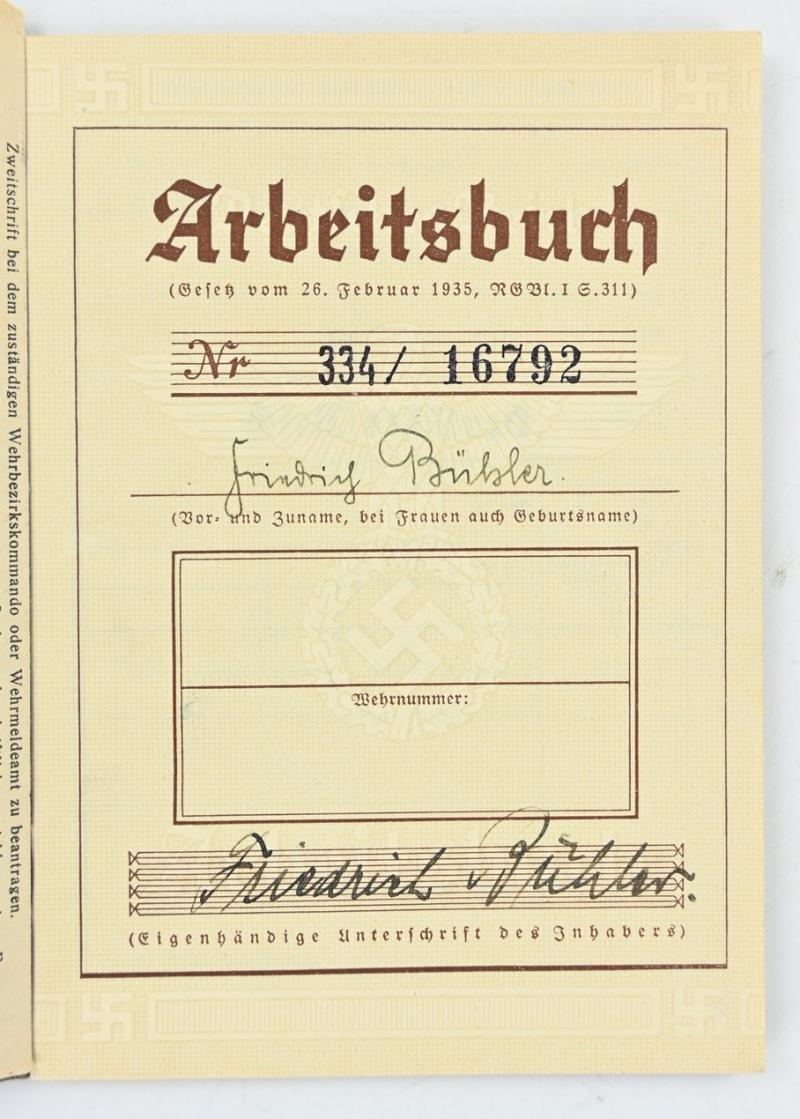 Zweitschrift bei dem zuständigen Wehrbezirkskommando oder Wehrmeldeamt zu beantragen.
Arbeitsbuch
(Gesetz vom 26. Februar 1935, RGBl. I S. 311)
Nr 334/ 16792
Friedrich Bühler.
(Vor- und Zuname, bei Frauen auch Geburtsname)
Wehrnummer:
Friedrich Bühler.
(Eigenhändige Unterschrift des Inhabers)